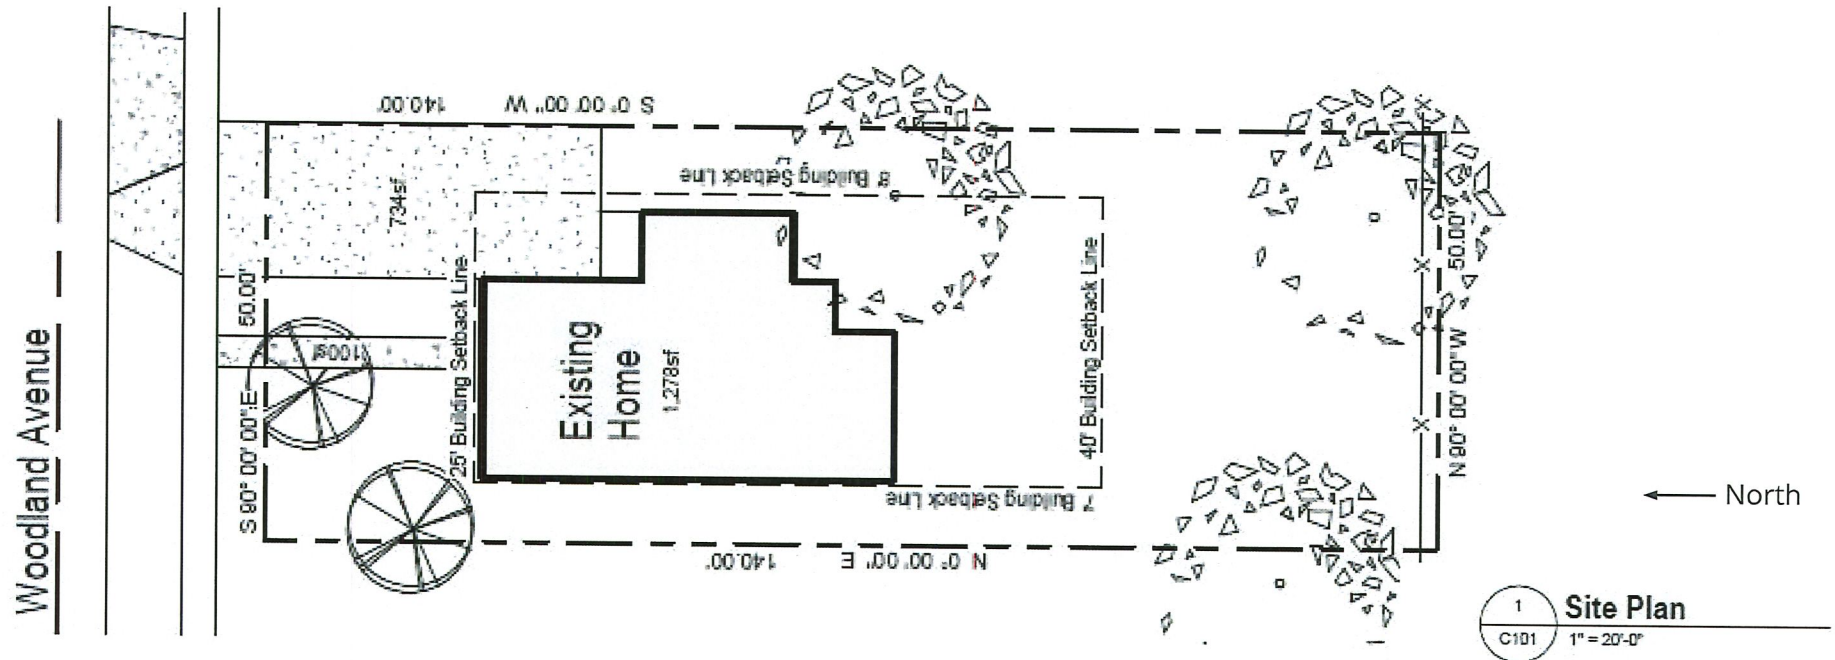 Woodland Avenue
140.00'
S 0° 00' 00" W
8' Building Setback Line
734sf
25' Building Setback Line
50.00'
S 90° 00' 00" E
100sf
Existing
Home
1,278sf
40' Building Setback Line
7' Building Setback Line
140.00'
N 0° 00' 00" E
50.00'
N 90° 00' 00" W
North
1
C101
Site Plan
1" = 20'-0"